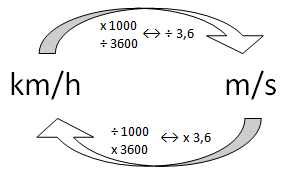 x 1000
÷ 3600 ↔ ÷ 3,6
km/h m/s
÷ 1000
x 3600 ↔ x 3,6